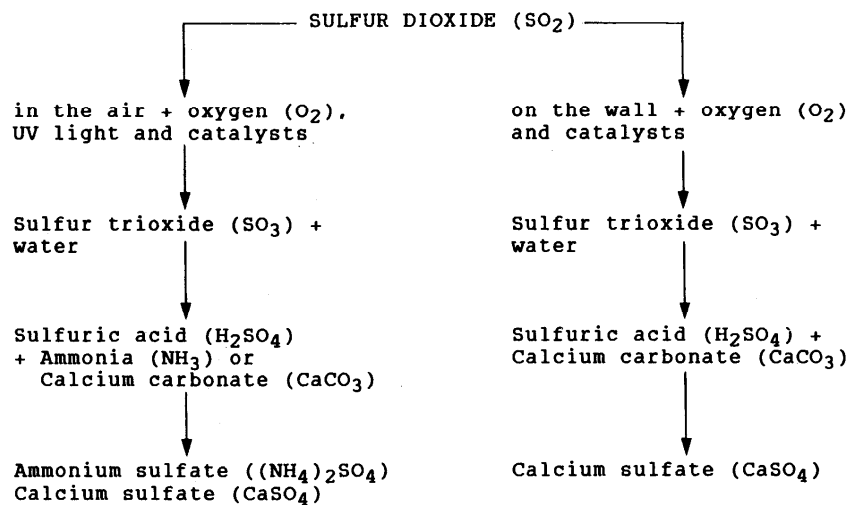 SULFUR DIOXIDE (SO₂)
in the air + oxygen (O₂),
UV light and catalysts
Sulfur trioxide (SO₃) +
water
Sulfuric acid (H₂SO₄)
+ Ammonia (NH₃) or
Calcium carbonate (CaCO₃)
Ammonium sulfate ((NH₄)₂SO₄)
Calcium sulfate (CaSO₄)
on the wall + oxygen (O₂)
and catalysts
Sulfur trioxide (SO₃) +
water
Sulfuric acid (H₂SO₄) +
Calcium carbonate (CaCO₃)
Calcium sulfate (CaSO₄)